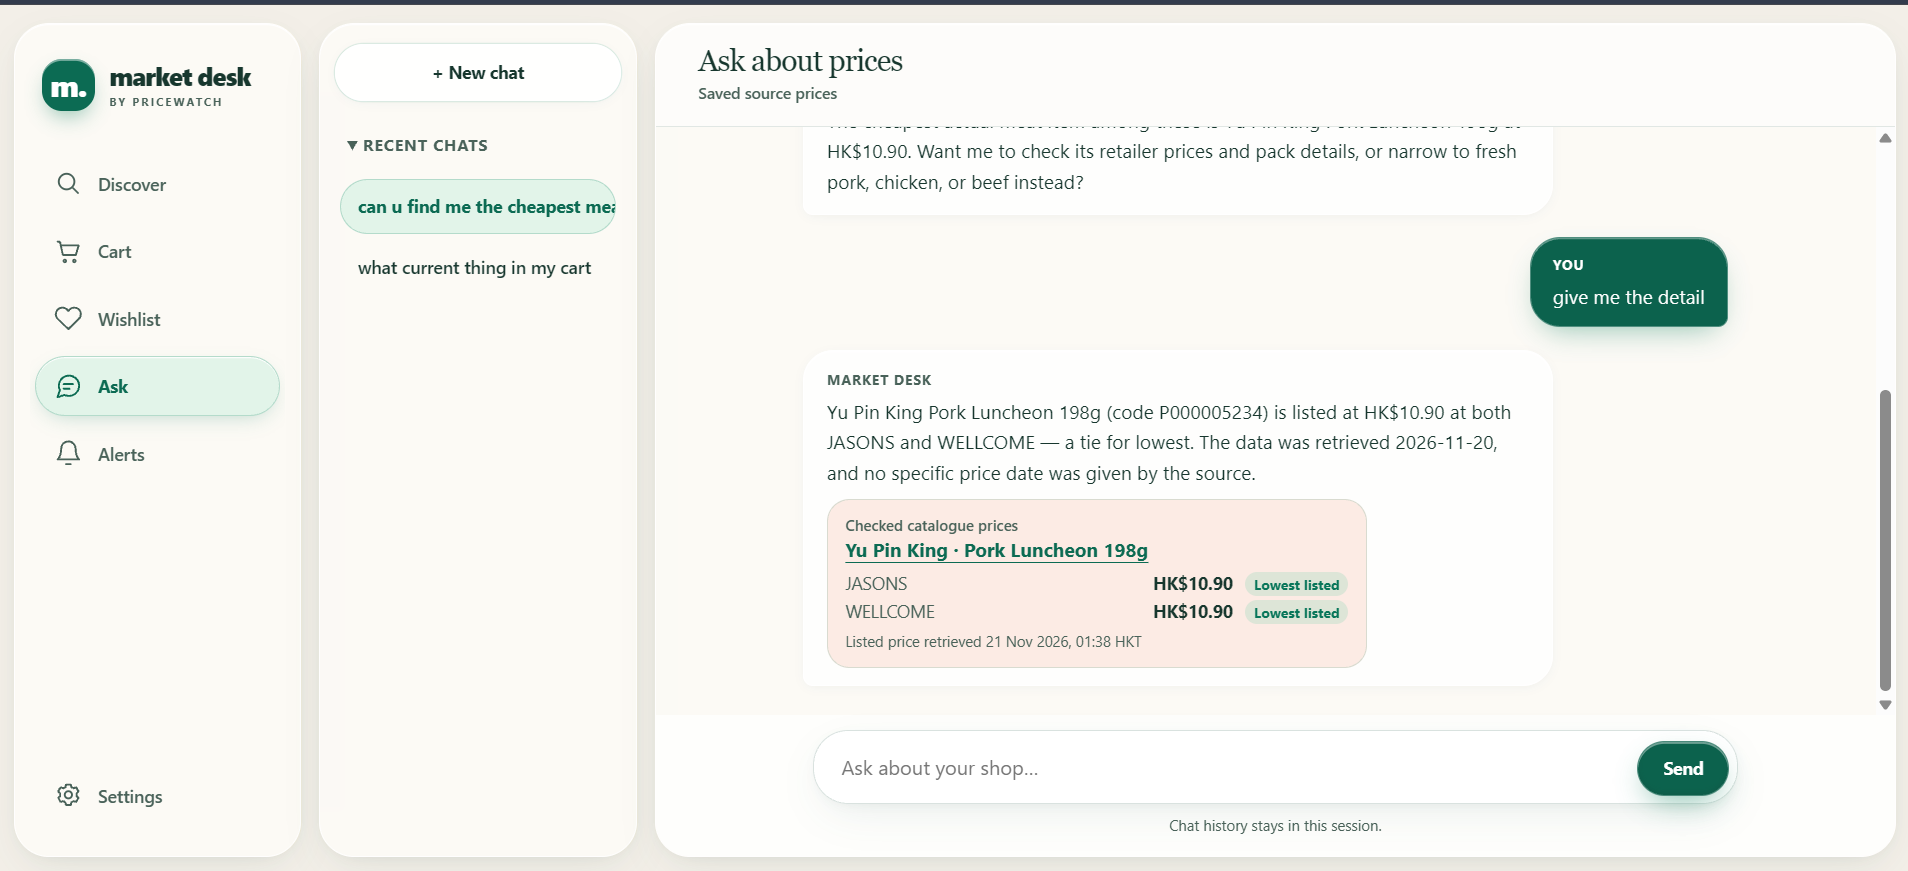 m.
market desk
BY PRICEWATCH
Discover
Cart
Wishlist
Ask
Alerts
Settings
+ New chat
▼ RECENT CHATS
can u find me the cheapest mea
what current thing in my cart
Ask about prices
Saved source prices
HK$10.90. Want me to check its retailer prices and pack details, or narrow to fresh
pork, chicken, or beef instead?
YOU
give me the detail
MARKET DESK
Yu Pin King Pork Luncheon 198g (code P000005234) is listed at HK$10.90 at both
JASONS and WELLCOME — a tie for lowest. The data was retrieved 2026-11-20,
and no specific price date was given by the source.
Checked catalogue prices
Yu Pin King · Pork Luncheon 198g
JASONS HK$10.90 Lowest listed
WELLCOME HK$10.90 Lowest listed
Listed price retrieved 21 Nov 2026, 01:38 HKT
Ask about your shop...
Send
Chat history stays in this session.